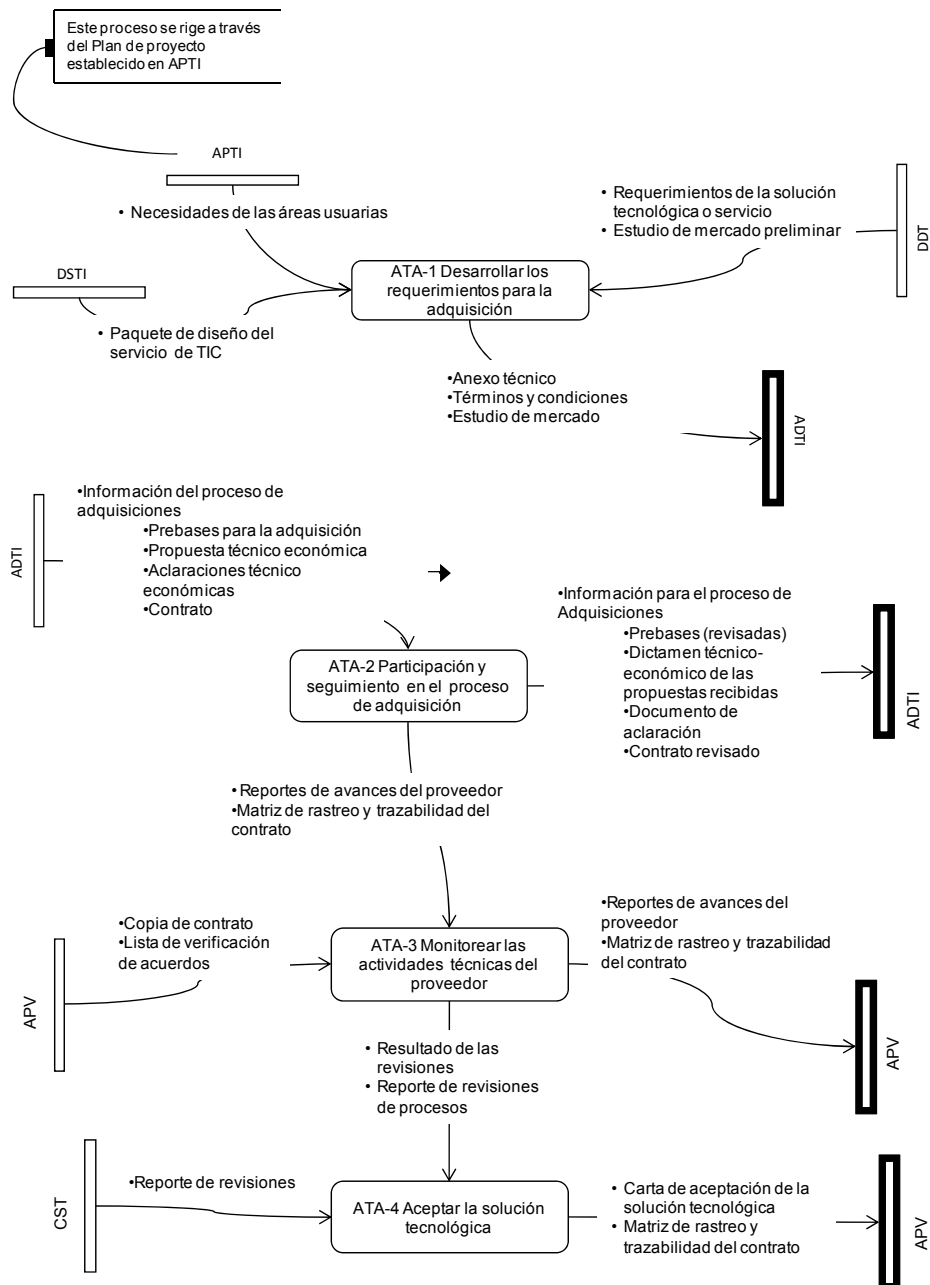 Este proceso se rige a través
del Plan de proyecto
establecido en APTI
APTI
• Necesidades de las áreas usuarias
• Requerimientos de la solución
tecnológica o servicio
• Estudio de mercado preliminar
DDT
DSTI
ATA-1 Desarrollar los
requerimientos para la
adquisición
• Paquete de diseño del
servicio de TIC
•Anexo técnico
•Términos y condiciones
•Estudio de mercado
ADTI
•Información del proceso de
adquisiciones
•Prebases para la adquisición
•Propuesta técnico económica
•Aclaraciones técnico
económicas
•Contrato
ADTI
•Información para el proceso de
Adquisiciones
•Prebases (revisadas)
•Dictamen técnico-
económico de las
propuestas recibidas
•Documento de
aclaración
•Contrato revisado
ADTI
ATA-2 Participación y
seguimiento en el proceso
de adquisición
•Reportes de avances del proveedor
•Matriz de rastreo y trazabilidad del
contrato
•Copia de contrato
•Lista de verificación
de acuerdos
APV
ATA-3 Monitorear las
actividades técnicas del
proveedor
•Reportes de avances del
proveedor
•Matriz de rastreo y trazabilidad
del contrato
APV
• Resultado de las
revisiones
• Reporte de revisiones
de procesos
CST
•Reporte de revisiones
ATA-4 Aceptar la solución
tecnológica
• Carta de aceptación de la
solución tecnológica
• Matriz de rastreo y
trazabilidad del contrato
APV